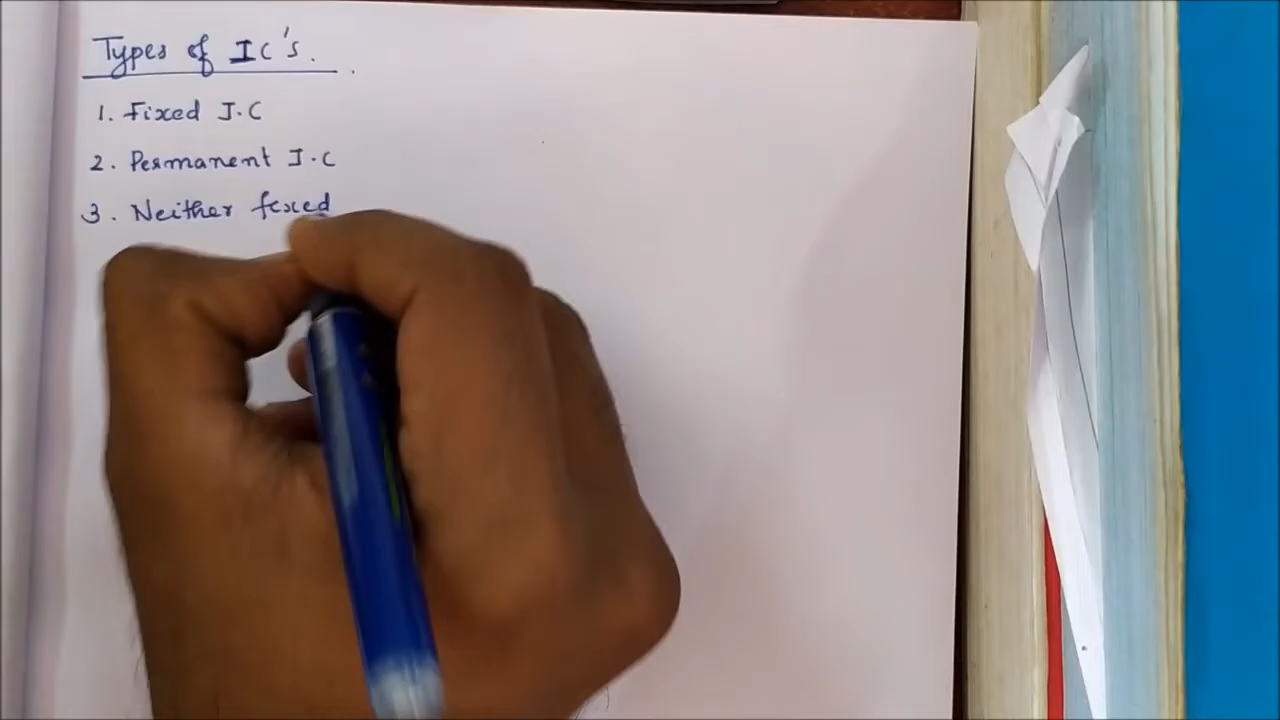 Types of IC's.
1. Fixed I.C
2. Permanent I.C
3. Neither fixed